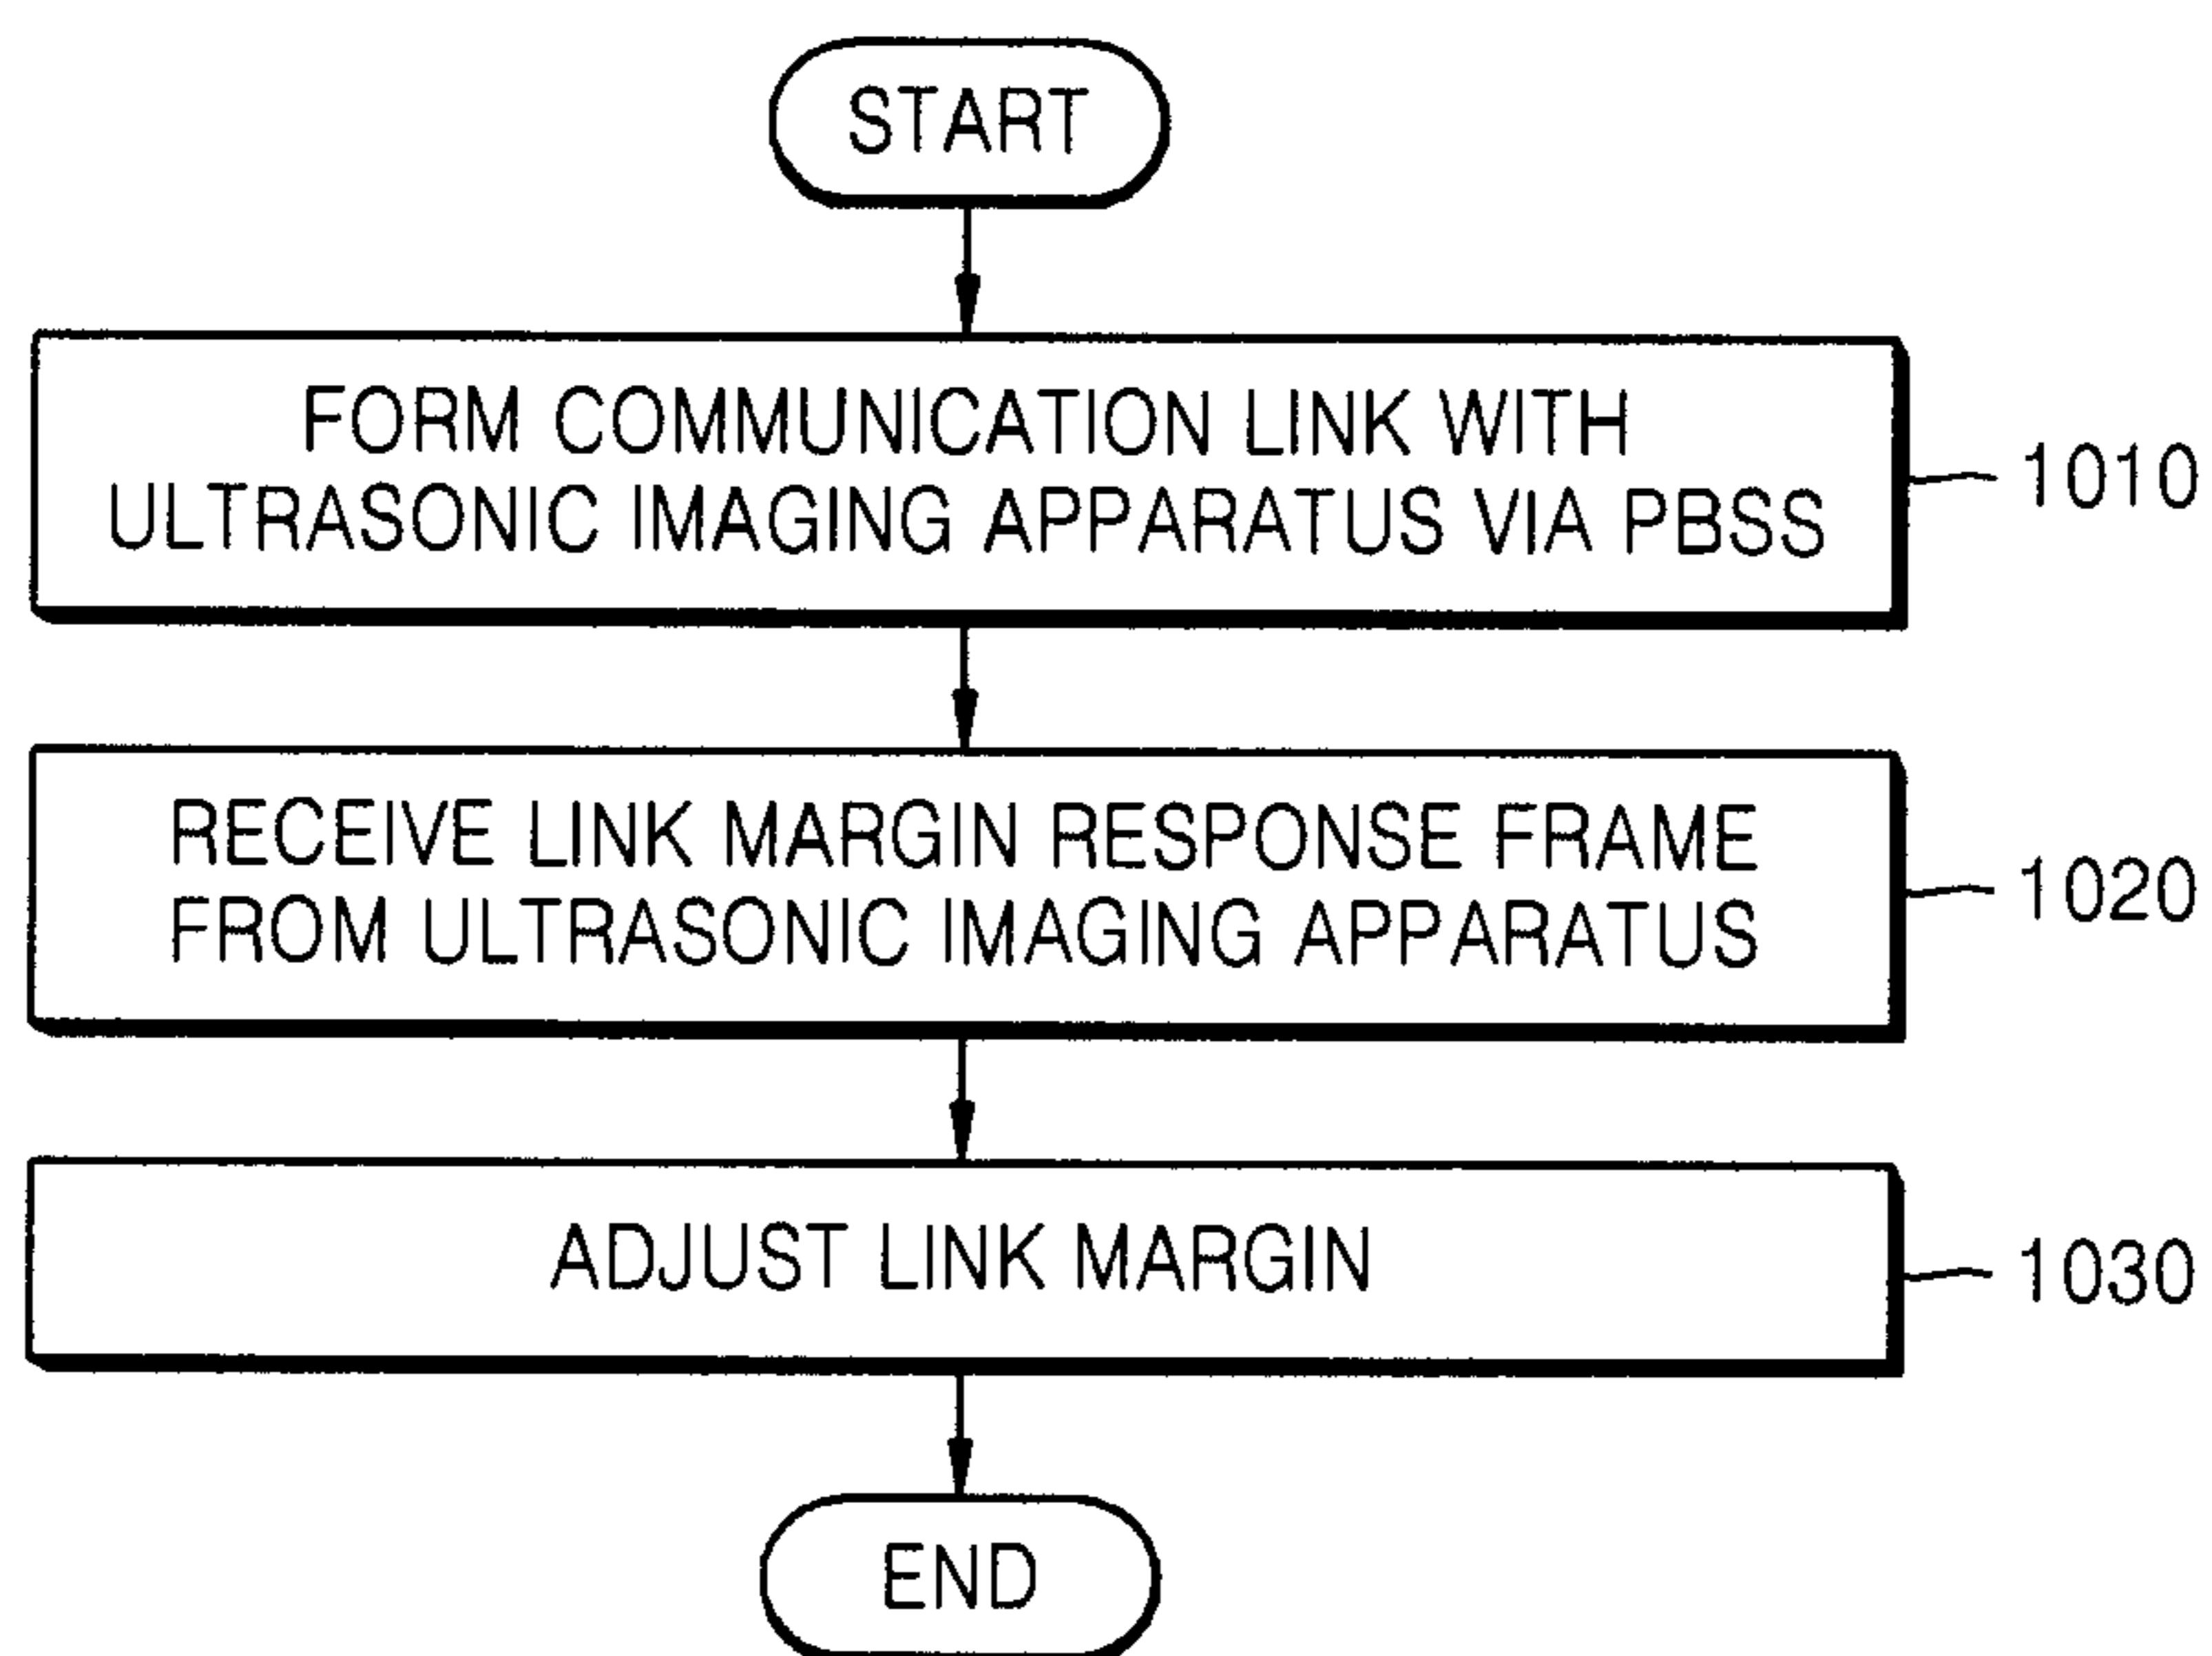 START
FORM COMMUNICATION LINK WITH
ULTRASONIC IMAGING APPARATUS VIA PBSS
1010
RECEIVE LINK MARGIN RESPONSE FRAME
FROM ULTRASONIC IMAGING APPARATUS
1020
ADJUST LINK MARGIN
1030
END